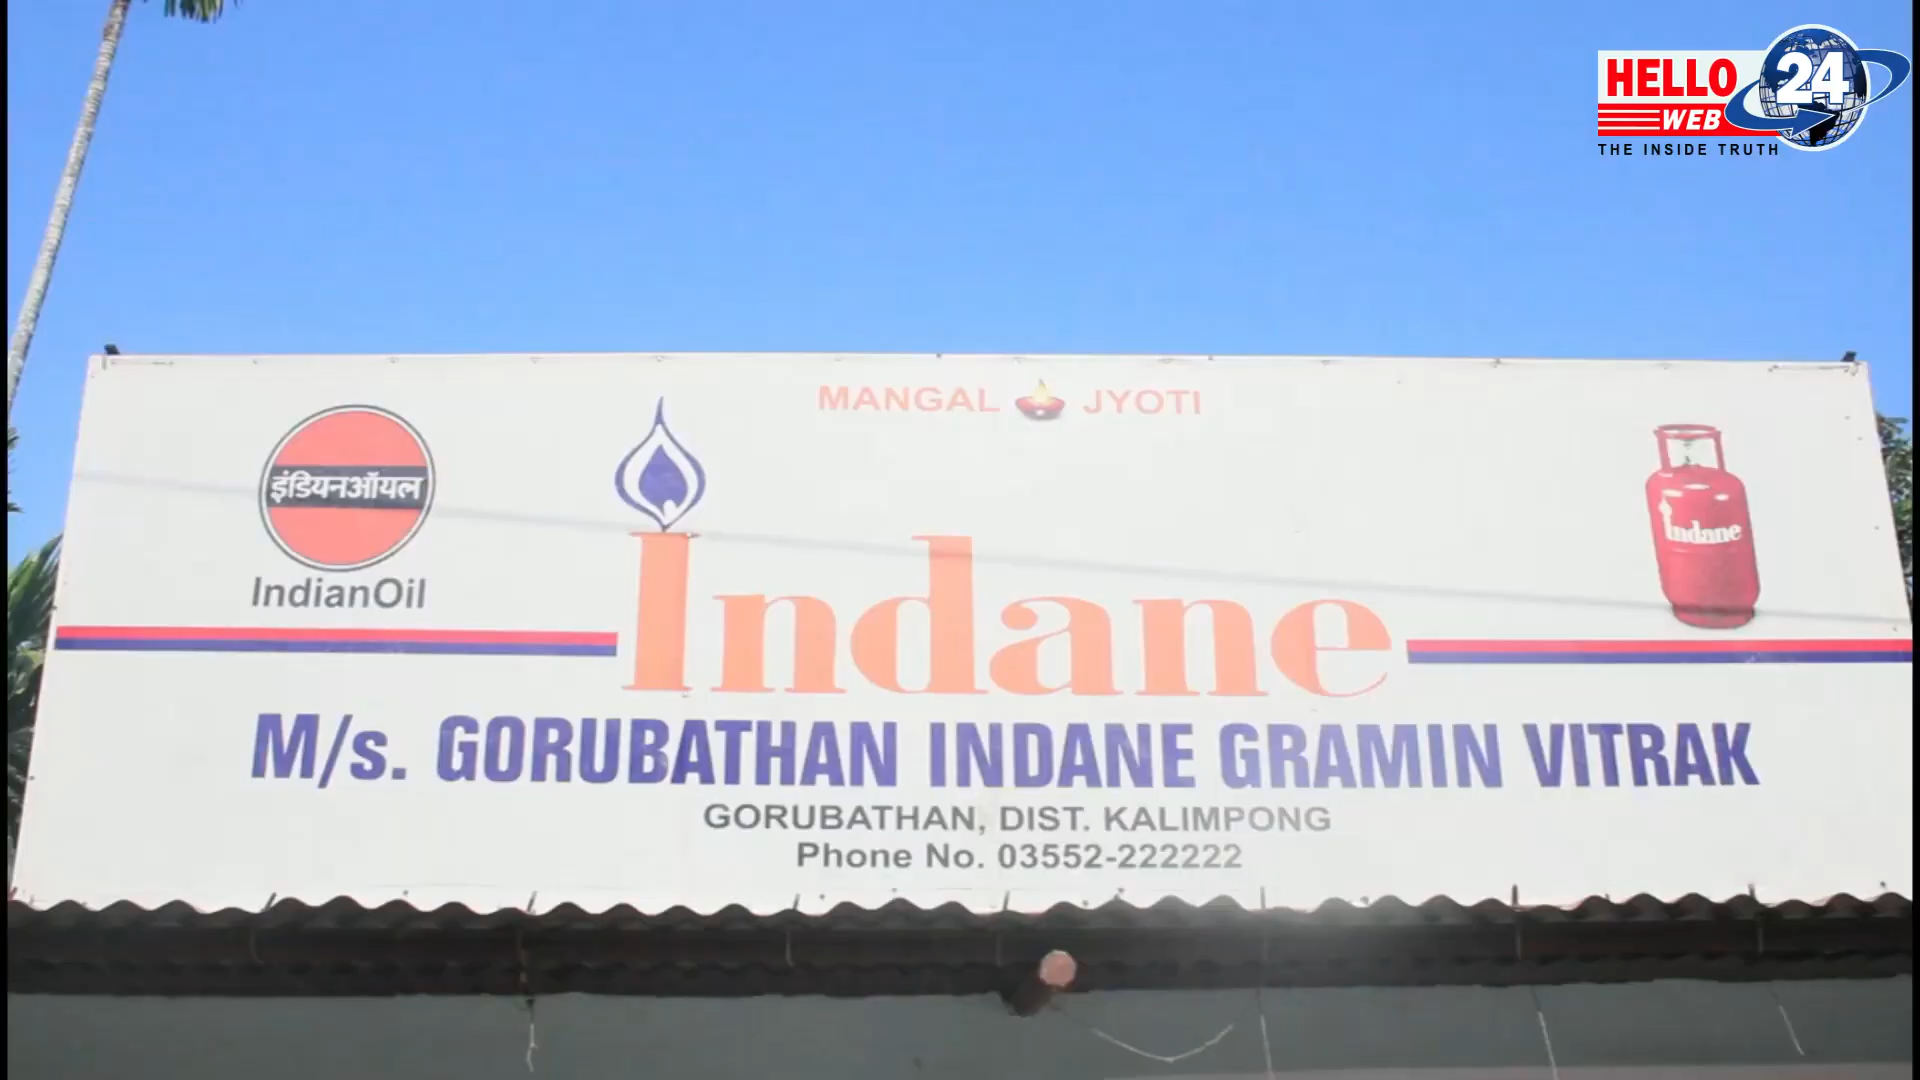 HELLO 24
WEB
THE INSIDE TRUTH
MANGAL JYOTI
इंडियनऑयल
IndianOil
Indane
Indane
M/s. GORUBATHAN INDANE GRAMIN VITRAK
GORUBATHAN, DIST. KALIMPONG
Phone No. 03552-222222